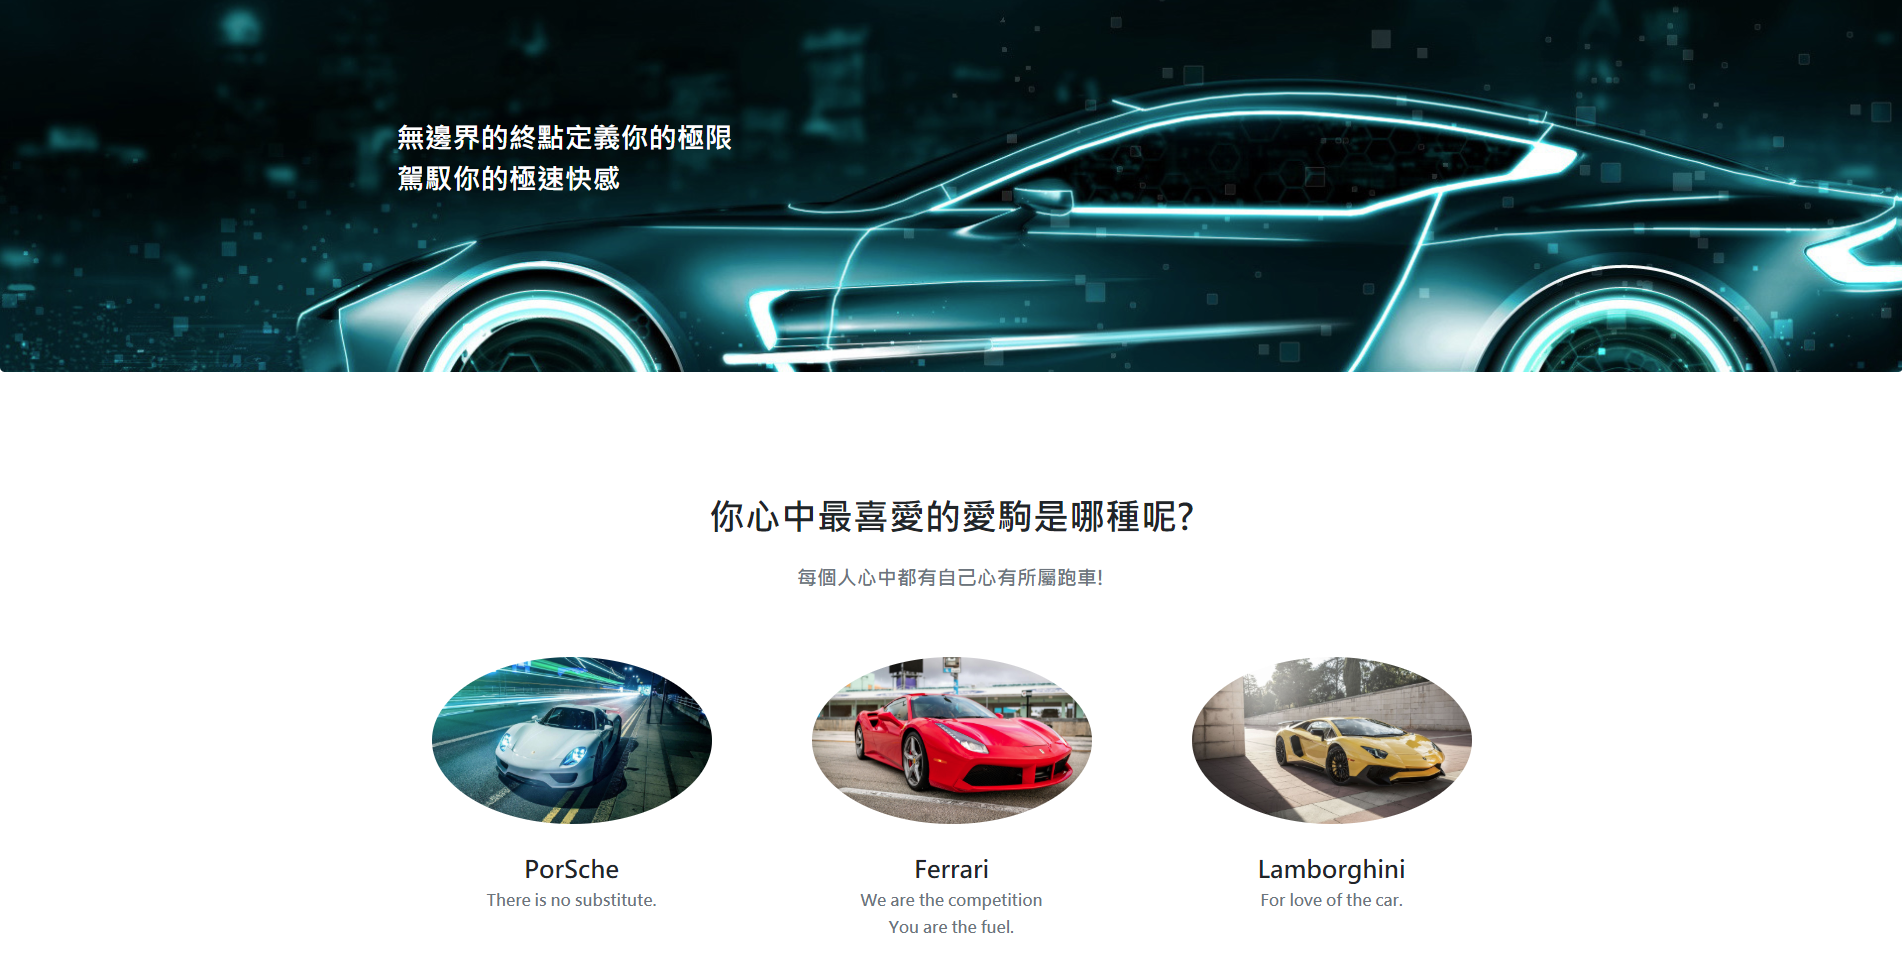 無邊界的終點定義你的極限
駕馭你的極速快感
你心中最喜愛的愛駒是哪種呢?
每個人心中都有自己心有所屬跑車!
PorSche
There is no substitute.
Ferrari
We are the competition
You are the fuel.
Lamborghini
For love of the car.